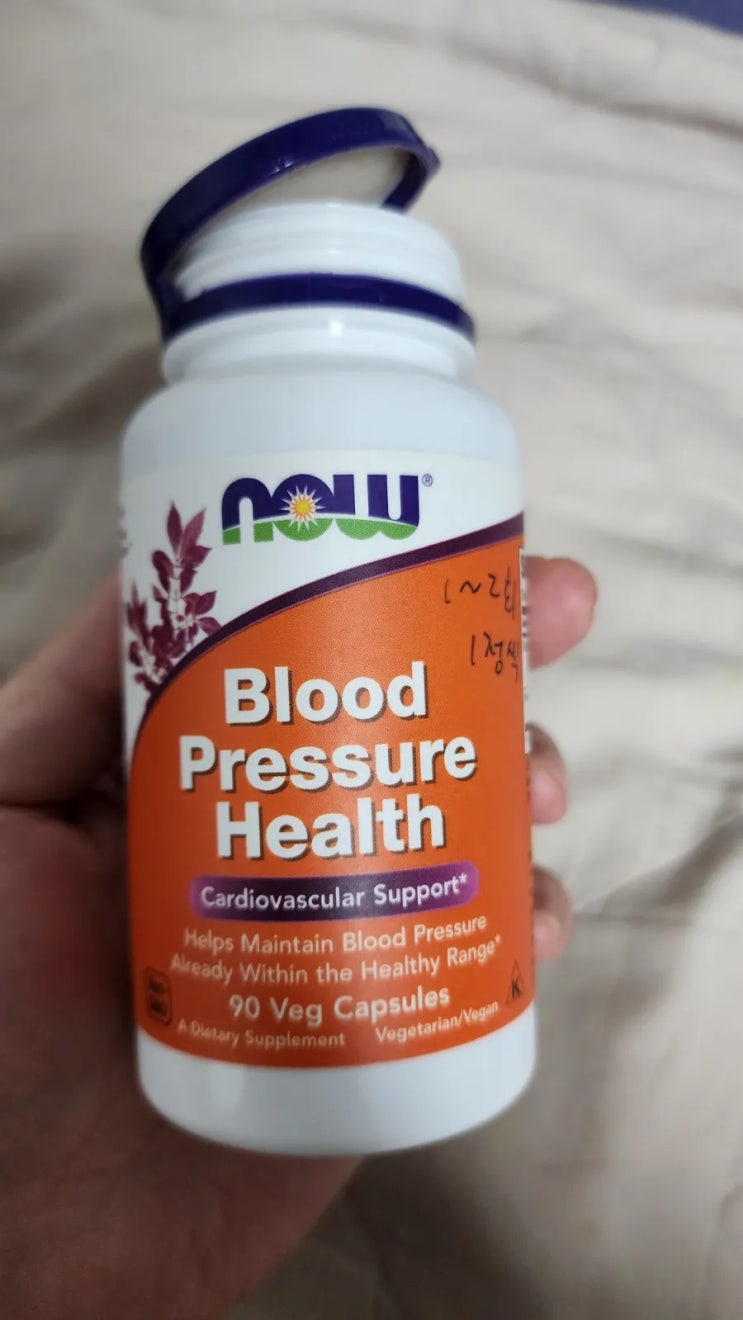 NOW®
1~2회
1정씩
Blood
Pressure
Health
Cardiovascular Support*
Helps Maintain Blood Pressure
Already Within the Healthy Range*
90 Veg Capsules
A Dietary Supplement Vegetarian/Vegan
K